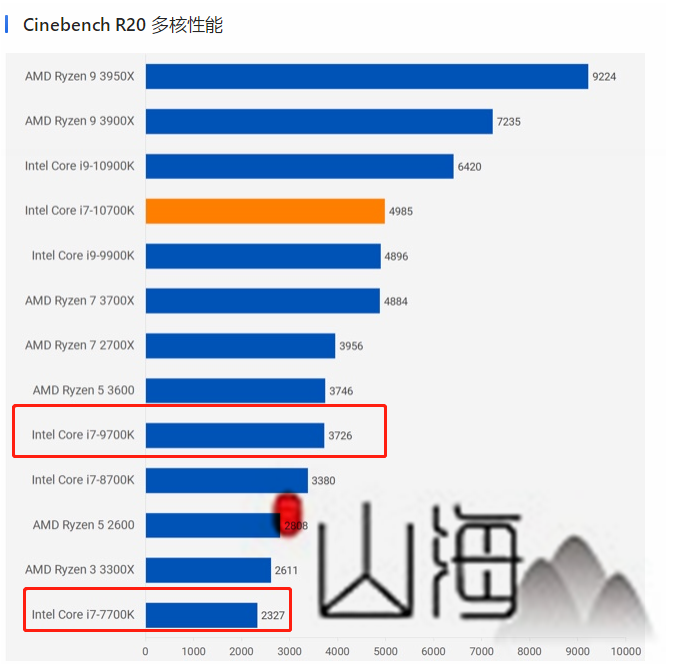 Cinebench R20 多核性能
AMD Ryzen 9 3950X 9224
AMD Ryzen 9 3900X 7235
Intel Core i9-10900K 6420
Intel Core i7-10700K 4985
Intel Core i9-9900K 4896
AMD Ryzen 7 3700X 4884
AMD Ryzen 7 2700X 3956
AMD Ryzen 5 3600 3746
Intel Core i7-9700K 3726
Intel Core i7-8700K 3380
AMD Ryzen 5 2600 2808
AMD Ryzen 3 3300X 2611
Intel Core i7-7700K 2327
山海
0 1000 2000 3000 4000 5000 6000 7000 8000 9000 10000